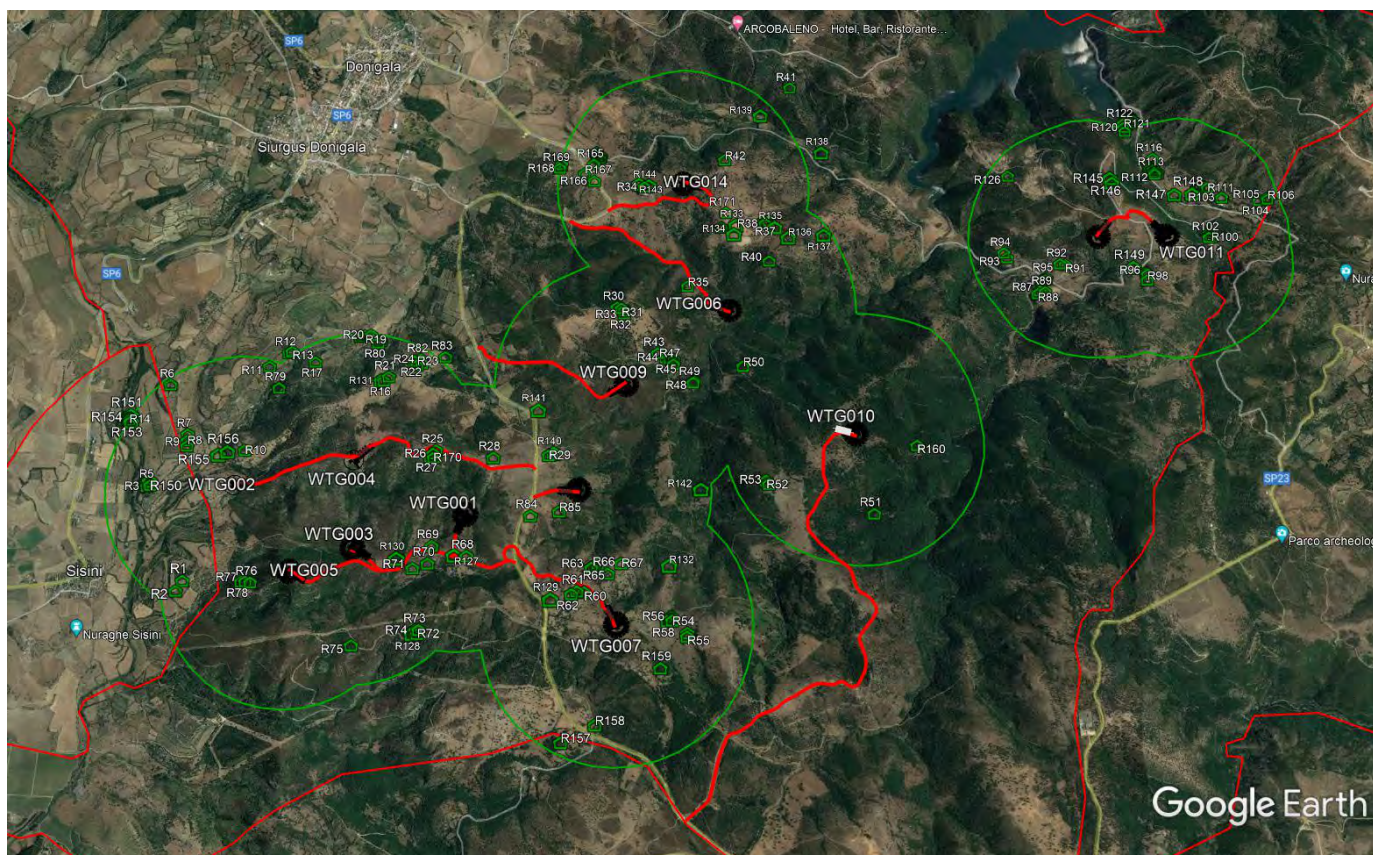 ARCOBALENO - Hotel, Bar, Ristorante...
SP6
Donigala
R41
SP6
R139
R122
R121
R120
Siurgus Donigala
R138
R116
R169
R165
R42
R113
R168
R167
R144
WTG014
R126
R145
R112
R148
R111
R166
R34
R143
R146
R147
R103
R105
R106
R104
R171
R133
R38
R135
R134
R37
R136
R137
R102
R100
WTG011
R94
R93
R92
R149
SP6
R40
R95
R91
R96
R98
Nura
R35
R89
R87
R88
R30
R33
R31
R32
WTG006
R20
R19
R12
R80
R82
R83
R43
R13
R24
R23
R44
R47
R11
R17
R21
R22
R45
R49
R50
R79
R131
R16
WTG009
R48
R6
R151
R154
R14
R153
R141
WTG010
R7
R9
R8
R156
R10
R25
R28
R140
R160
R155
R26
R170
R29
R27
R5
R3
R150
WTG002
WTG004
R142
R53
R52
SP23
WTG001
R84
R85
R51
WTG003
R69
Parco archeolog
R130
R70
R68
R127
R63
R66
R67
R132
Sisini
WTG005
R71
R65
R1
R77
R76
R61
R2
R78
R129
R60
R62
R73
R56
R54
Nuraghe Sisini
R74
R72
R58
R55
R75
R128
WTG007
R159
R158
R157
Google Earth